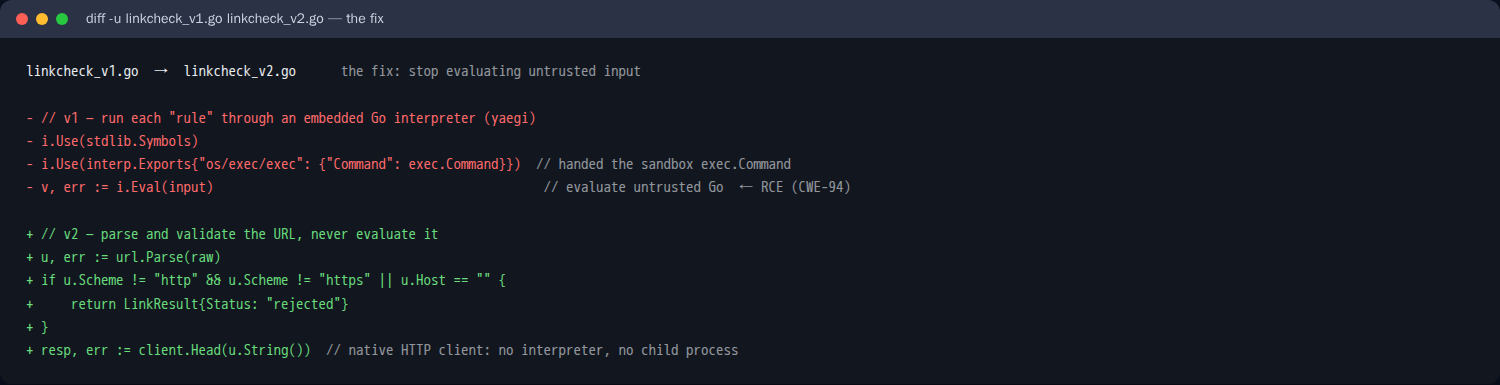 diff -u linkcheck_v1.go linkcheck_v2.go — the fix
linkcheck_v1.go → linkcheck_v2.go the fix: stop evaluating untrusted input
- // v1 — run each "rule" through an embedded Go interpreter (yaegi)
- i.Use(stdlib.Symbols)
- i.Use(interp.Exports{"os/exec/exec": {"Command": exec.Command}}) // handed the sandbox exec.Command
- v, err := i.Eval(input) // evaluate untrusted Go ← RCE (CWE-94)
+ // v2 — parse and validate the URL, never evaluate it
+ u, err := url.Parse(raw)
+ if u.Scheme != "http" && u.Scheme != "https" || u.Host == "" {
+     return LinkResult{Status: "rejected"}
+ }
+ resp, err := client.Head(u.String()) // native HTTP client: no interpreter, no child process